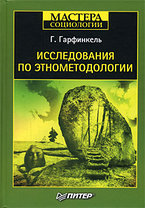 МАСТЕРА
СОЦИОЛОГИИ
Г. Гарфинкель
ИССЛЕДОВАНИЯ
ПО ЭТНОМЕТОДОЛОГИИ
ПИТЕР